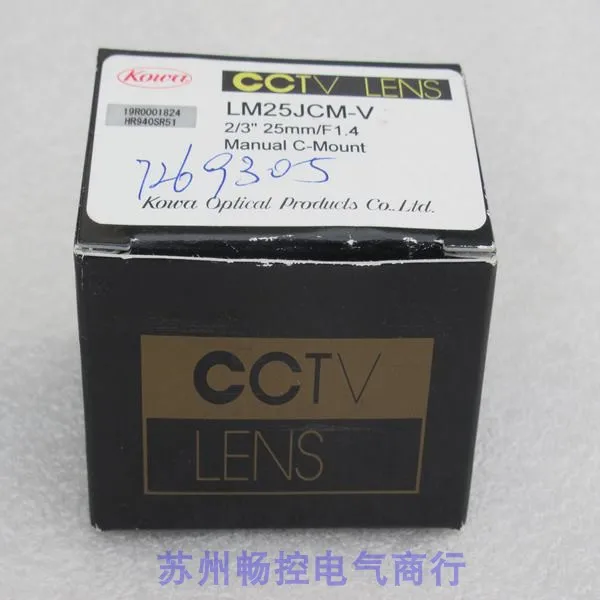 Kowa
CCTV LENS
19R0001824
HR940SR51
LM25JCM-V
2/3" 25mm/F1.4
Manual C-Mount
7269305
Kowa Optical Products Co.,Ltd.
CCTV
LENS
苏州畅控电气商行